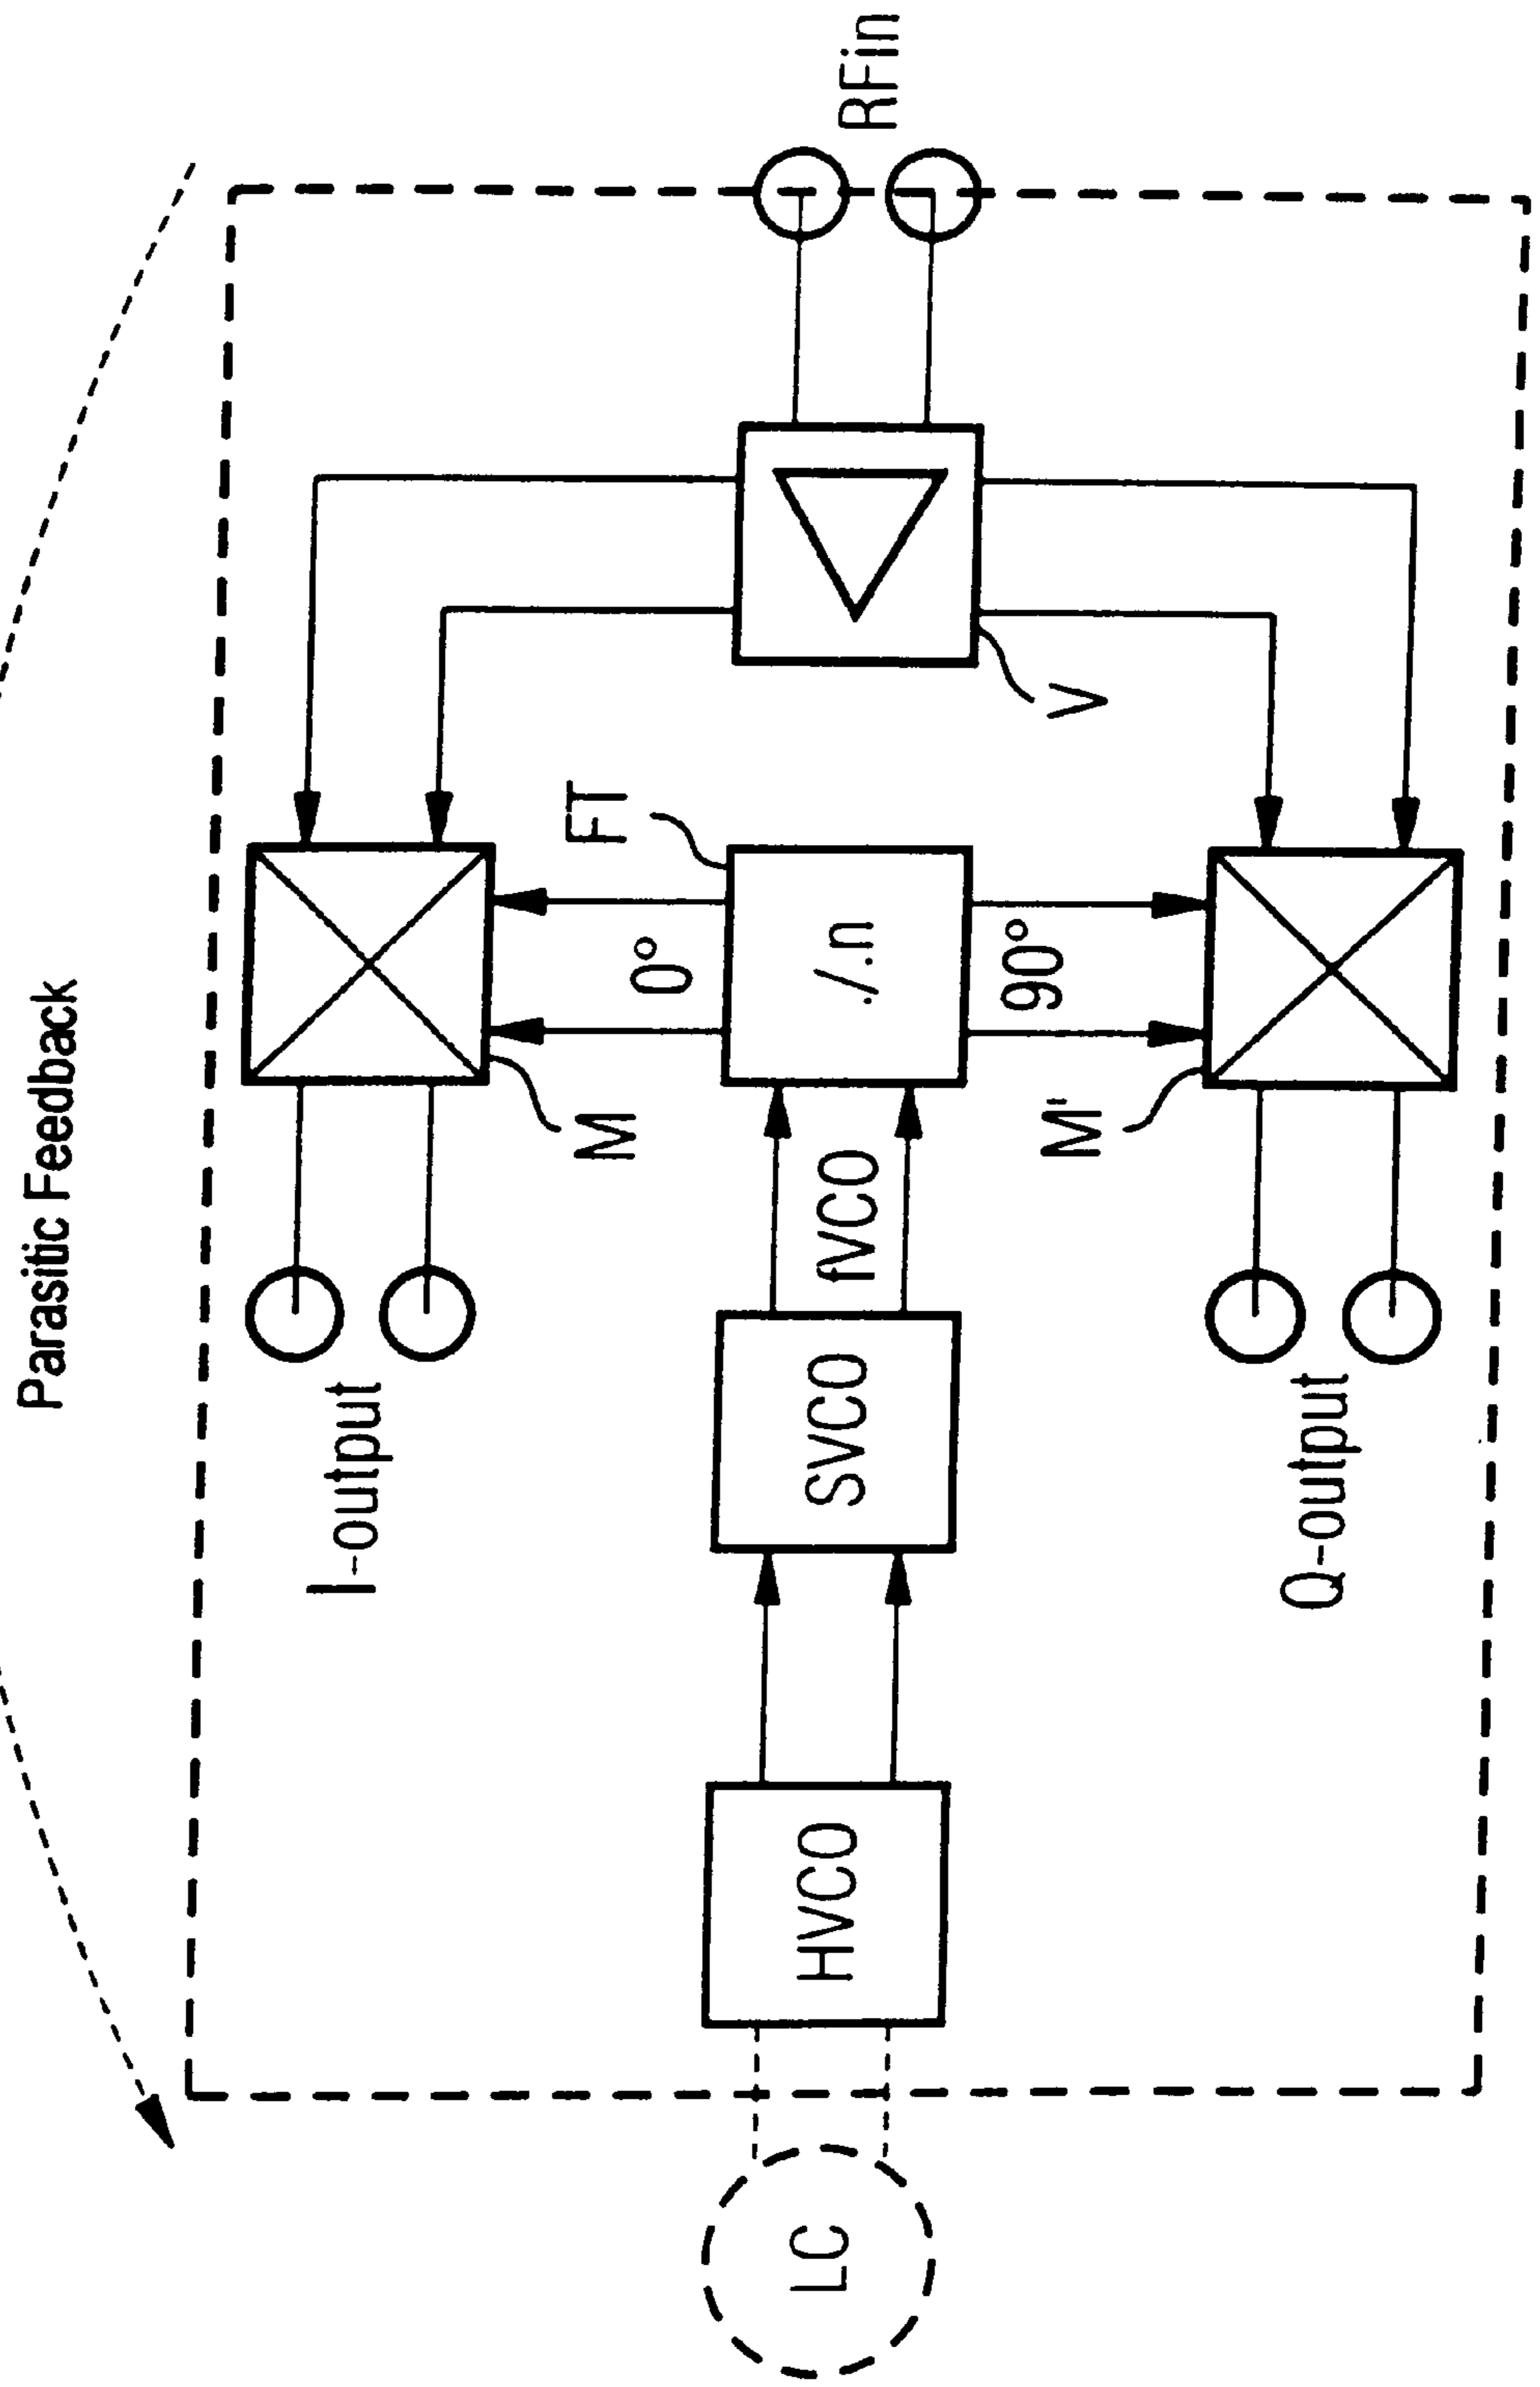 Parasitic Feedback
I-output
M
0°
FT
LC
HVCO
SVCO
fVCO
./.n
V
RFin
90°
M'
Q-output